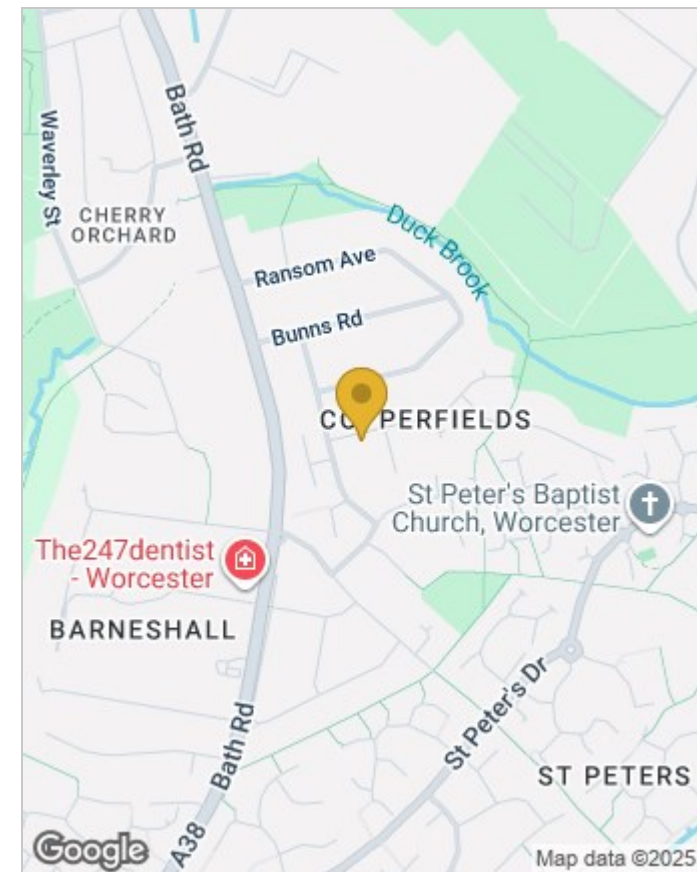 Bath Rd
Waverley St
CHERRY
ORCHARD
Duck Brook
Ransom Ave
Bunns Rd
COPPERFIELDS
St Peter's Baptist
Church, Worcester
The247dentist
- Worcester
BARNESHALL
St Peter's Dr
Bath Rd
ST PETERS
A38
Google
Map data ©2025